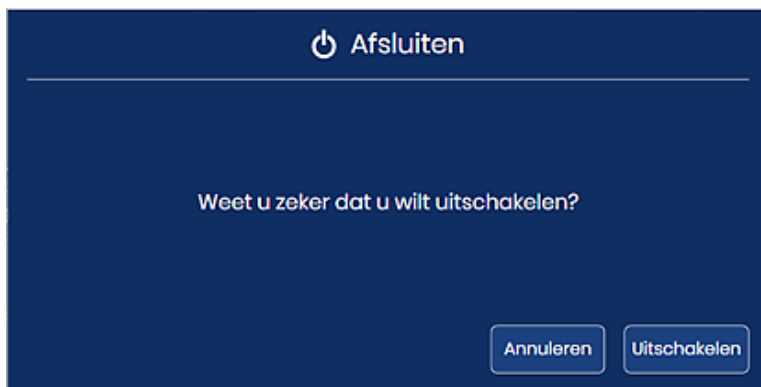 Afsluiten
Weet u zeker dat u wilt uitschakelen?
Annuleren Uitschakelen